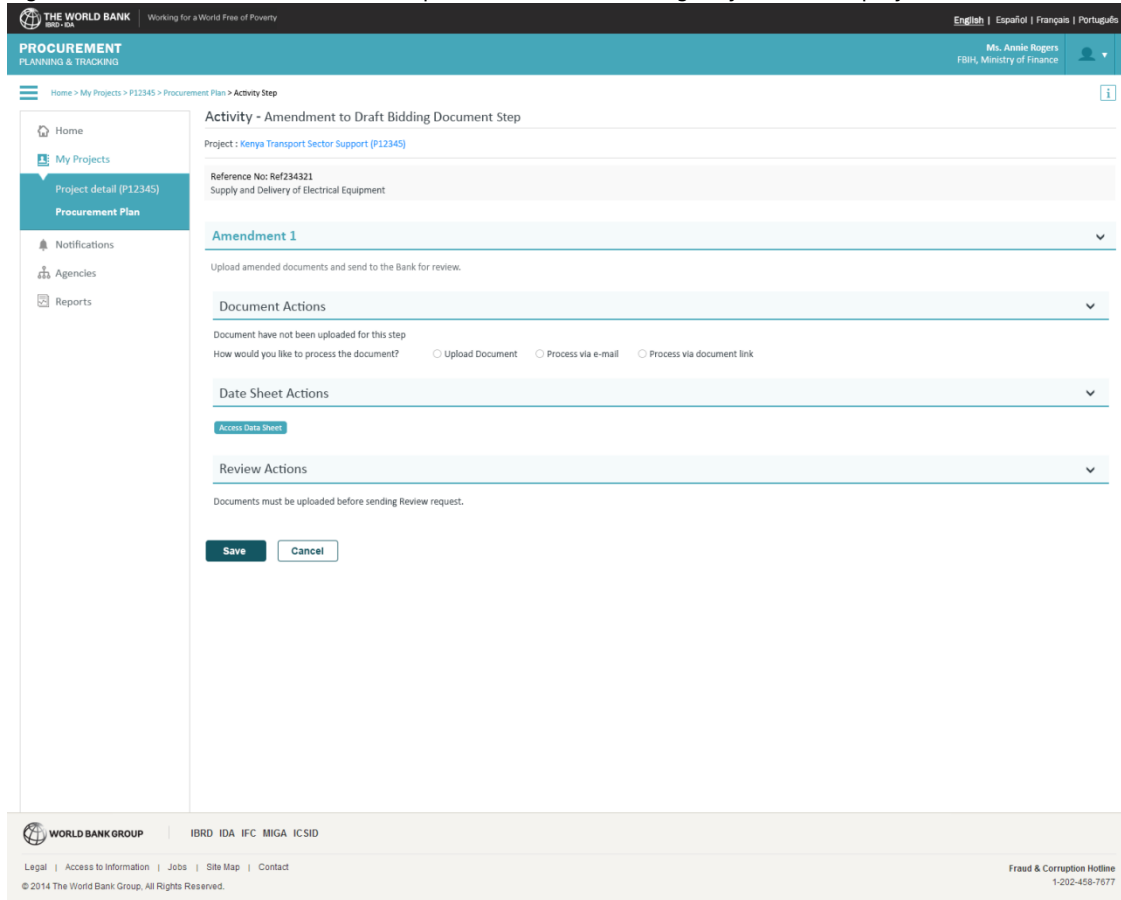 THE WORLD BANK
IBRD • IDA
Working for a World Free of Poverty
English | Español | Français | Português
PROCUREMENT
PLANNING & TRACKING
Ms. Annie Rogers
FBIH, Ministry of Finance
Home > My Projects > P12345 > Procurement Plan > Activity Step
i
Home
My Projects
Project detail (P12345)
Procurement Plan
Notifications
Agencies
Reports
Activity - Amendment to Draft Bidding Document Step
Project : Kenya Transport Sector Support (P12345)
Reference No: Ref234321
Supply and Delivery of Electrical Equipment
Amendment 1
Upload amended documents and send to the Bank for review.
Document Actions
Document have not been uploaded for this step
How would you like to process the document? Upload Document Process via e-mail Process via document link
Date Sheet Actions
Access Data Sheet
Review Actions
Documents must be uploaded before sending Review request.
Save Cancel
WORLD BANK GROUP
IBRD IDA IFC MIGA ICSID
Legal | Access to Information | Jobs | Site Map | Contact
© 2014 The World Bank Group, All Rights Reserved.
Fraud & Corruption Hotline
1-202-458-7677